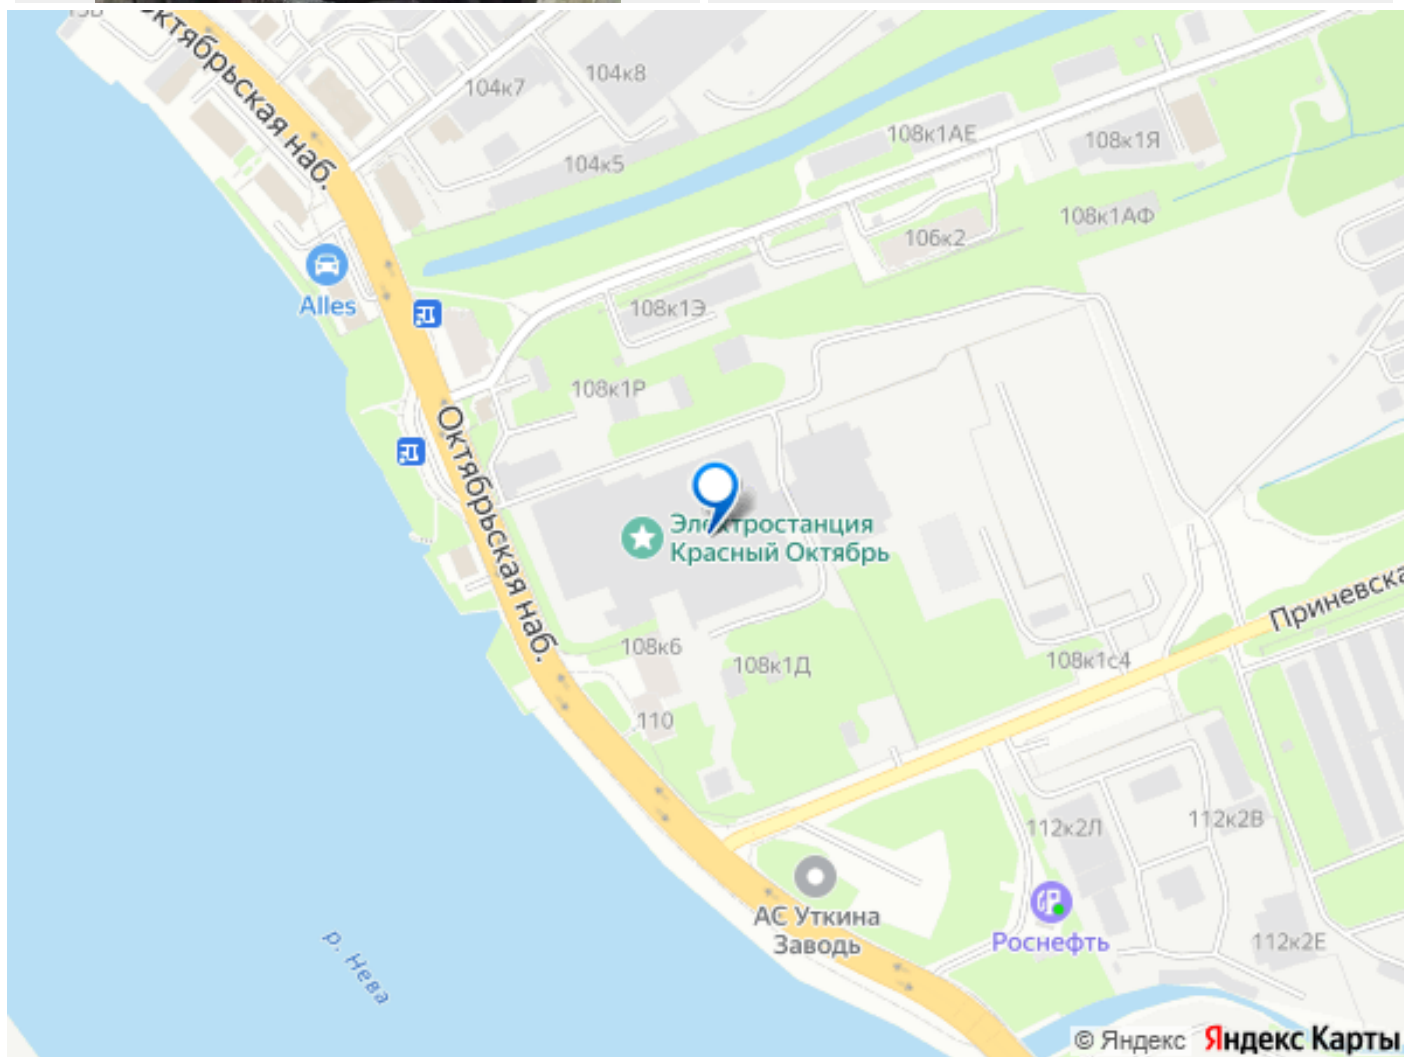 Октябрьская наб.
104к7
104к8
104к5
108к1АЕ
108к1Я
108к1АФ
106к2
Alles
108к1Э
108к1Р
Октябрьская наб.
Электростанция
Красный Октябрь
Приневска
108к6
108к1Д
108к1с4
110
112к2Л
112к2В
АС Уткина
Заводь
Роснефть
112к2Е
р. Нева
© Яндекс Яндекс Карты